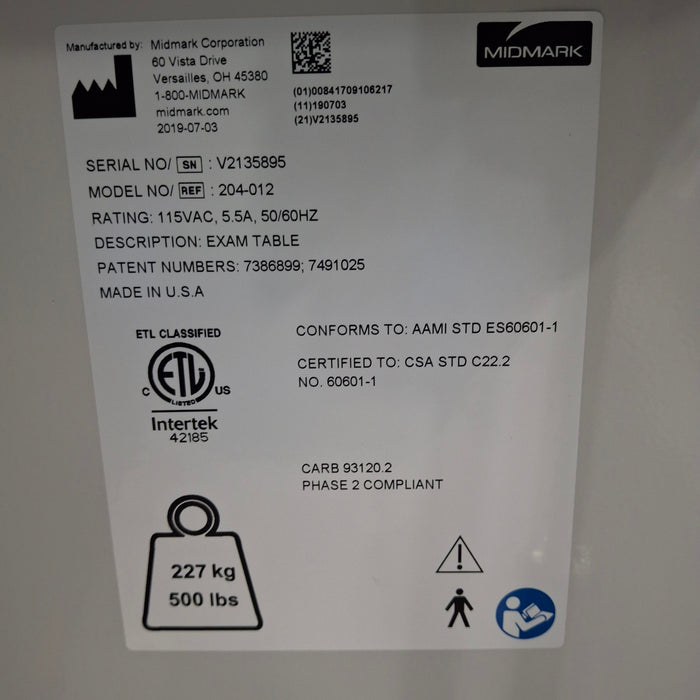 Manufactured by: Midmark Corporation
60 Vista Drive
Versailles, OH 45380
1-800-MIDMARK
midmark.com
2019-07-03
(01)00841709106217
(11)190703
(21)V2135895
MIDMARK
SERIAL NO/ SN : V2135895
MODEL NO/ REF : 204-012
RATING: 115VAC, 5.5A, 50/60HZ
DESCRIPTION: EXAM TABLE
PATENT NUMBERS: 7386899; 7491025
MADE IN U.S.A
ETL CLASSIFIED
C ETL US
LISTED
Intertek
42185
CONFORMS TO: AAMI STD ES60601-1
CERTIFIED TO: CSA STD C22.2
NO. 60601-1
CARB 93120.2
PHASE 2 COMPLIANT
227 kg
500 lbs